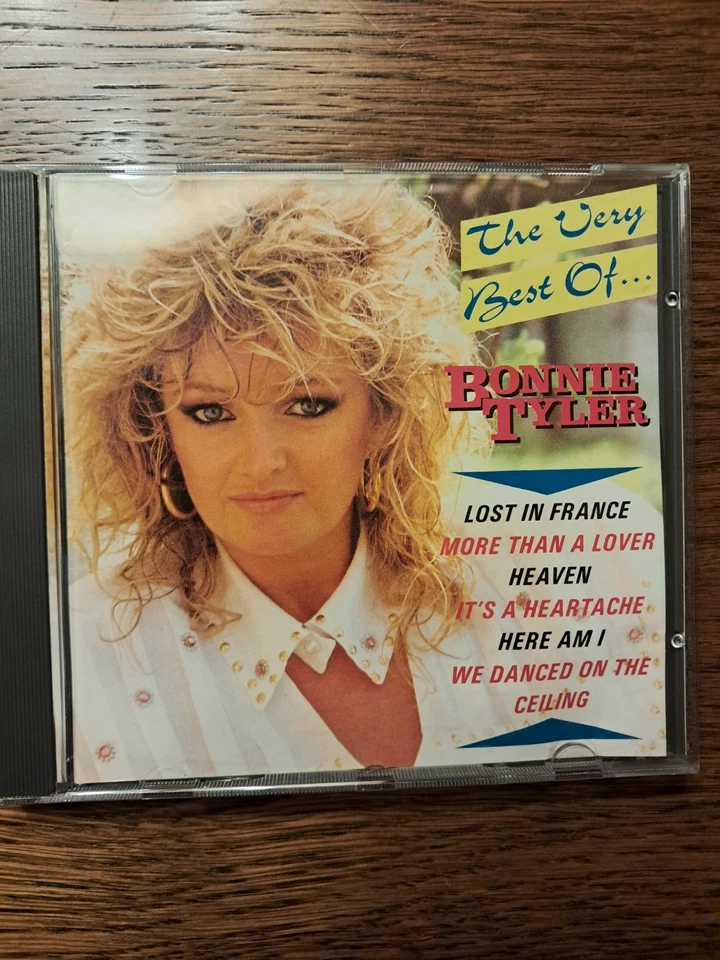 The Very
Best Of...
BONNIE
TYLER
LOST IN FRANCE
MORE THAN A LOVER
HEAVEN
IT'S A HEARTACHE
HERE AM I
WE DANCED ON THE
CEILING